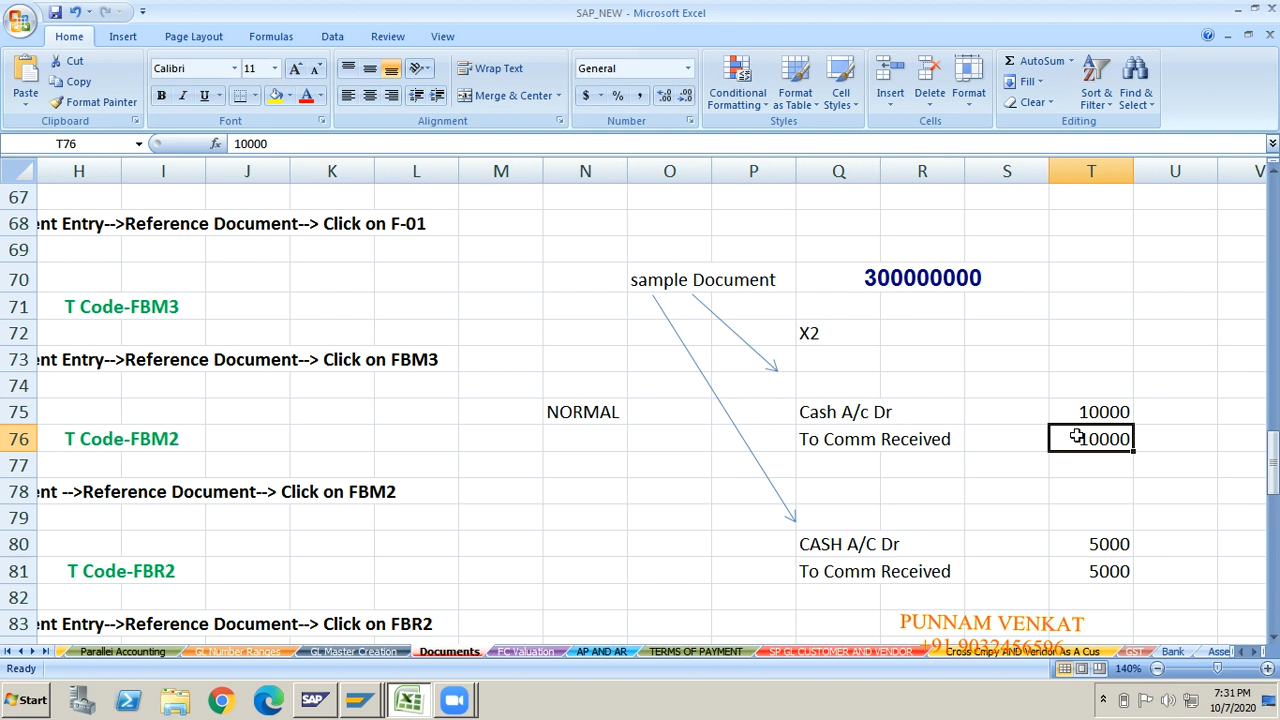 SAP_NEW - Microsoft Excel
Home Insert Page Layout Formulas Data Review View
Paste Cut Copy Format Painter Clipboard
Calibri 11 A A B I U A Font
Wrap Text Merge & Center Alignment
General $ % , Number
Conditional Formatting Format as Table Cell Styles Styles
Insert Delete Format Cells
Σ AutoSum Fill Clear Sort & Filter Find & Select Editing
T76 fx 10000
H I J K L M N O P Q R S T U V
67
68 ent Entry-->Reference Document--> Click on F-01
69
70 sample Document 300000000
71 T Code-FBM3
72 X2
73 ent Entry-->Reference Document--> Click on FBM3
74
75 NORMAL Cash A/c Dr 10000
76 T Code-FBM2 To Comm Received 10000
77
78 ent -->Reference Document--> Click on FBM2
79
80 CASH A/C Dr 5000
81 T Code-FBR2 To Comm Received 5000
82
83 ent Entry-->Reference Document--> Click on FBR2
PUNNAM VENKAT
+91 9032456596
Parallel Accounting GL Number Ranges GL Master Creation Documents FC Valuation AP AND AR TERMS OF PAYMENT SP GL CUSTOMER AND VENDOR Cross Cmpy AND Vendor As A Cus GST Bank Asse
Ready 140%
Start SAP 7:31 PM
10/7/2020